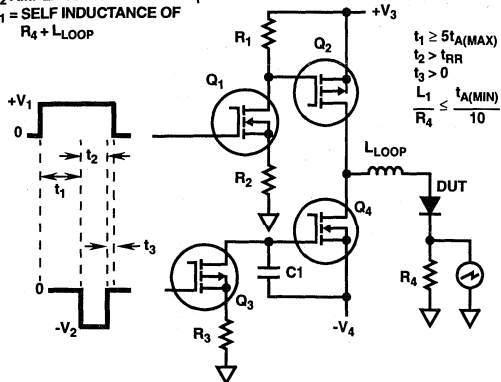 1 = SELF INDUCTANCE OF
R4 + LLOOP
+V3
R1
Q2
t1 ≥ 5tA(MAX)
t2 > tRR
t3 > 0
L1/R4 ≤ tA(MIN)/10
Q1
+V1
0
t2
t1
t3
R2
LLOOP
DUT
Q4
C1
R4
0
-V2
Q3
R3
-V4